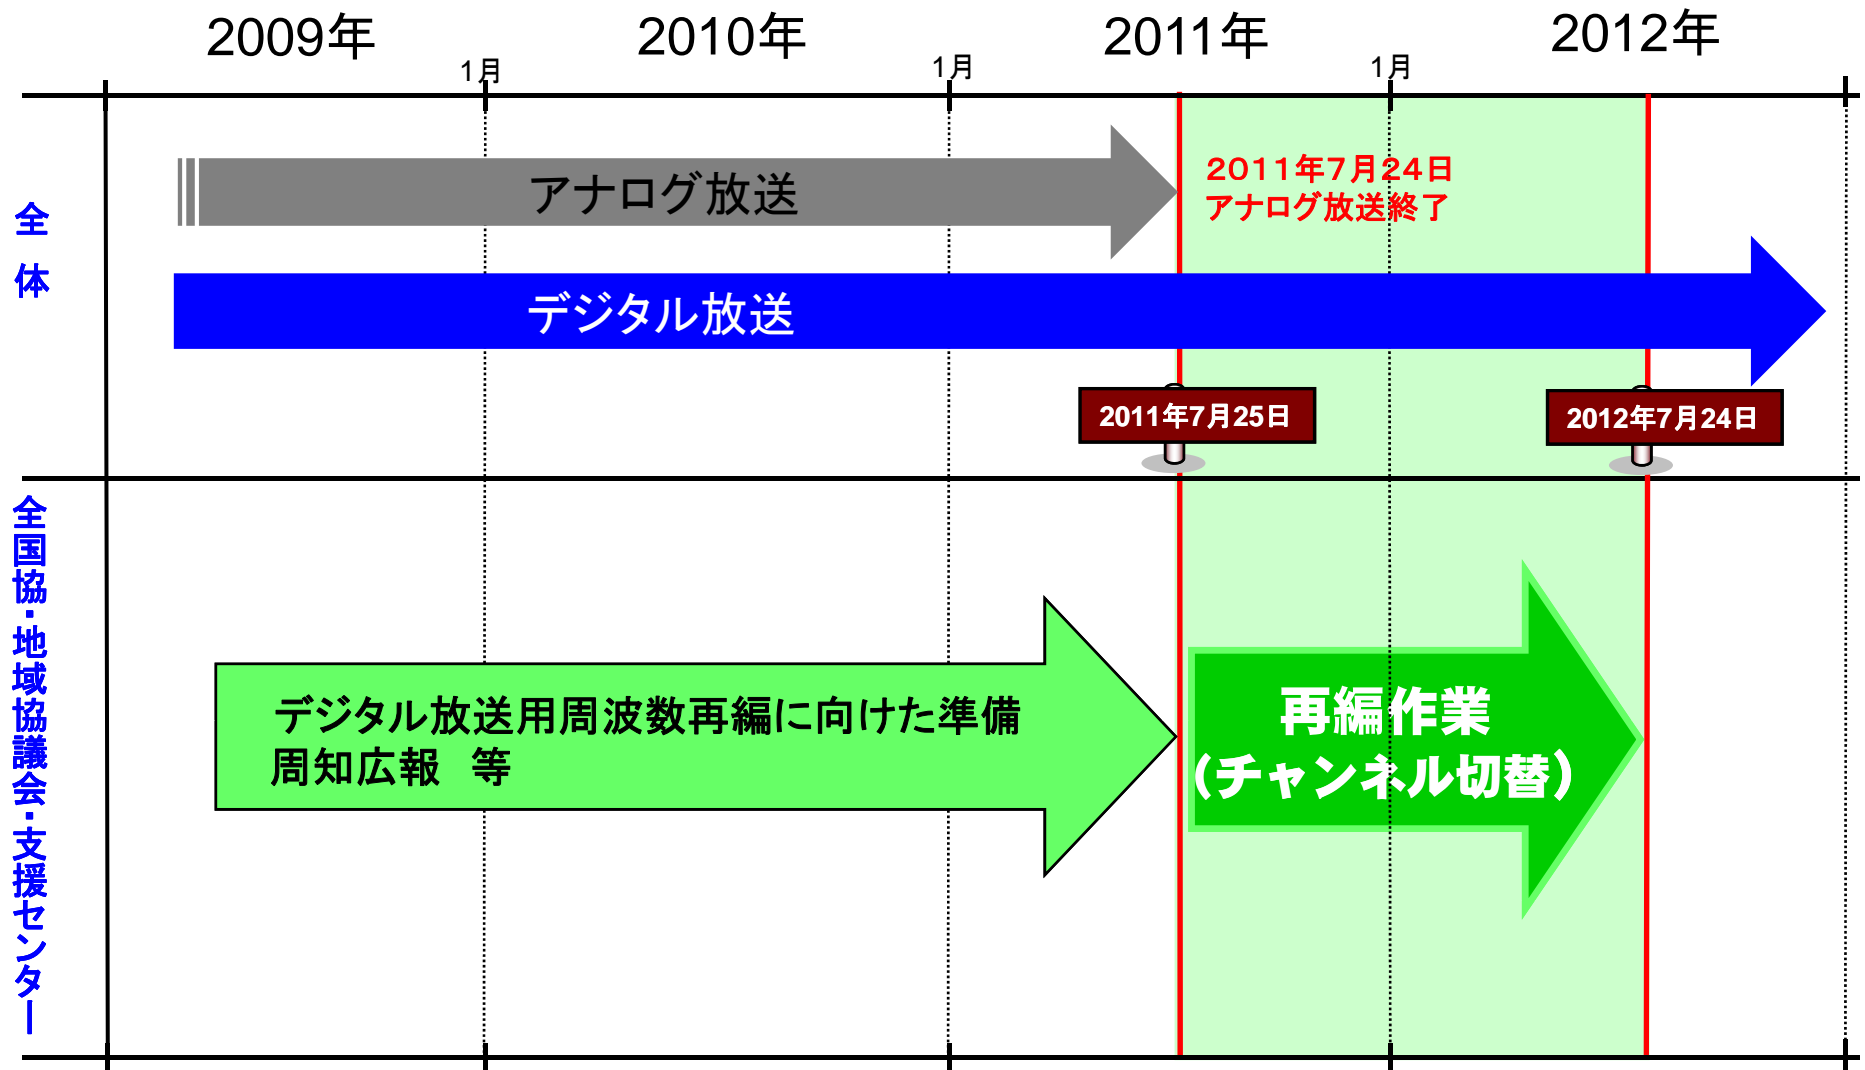 2009年
2010年
2011年
2012年
1月
1月
1月
全体
アナログ放送
2011年7月24日
アナログ放送終了
デジタル放送
2011年7月25日
2012年7月24日
全国協・地域協議会・支援センター
デジタル放送用周波数再編に向けた準備
周知広報 等
再編作業
（チャンネル切替）